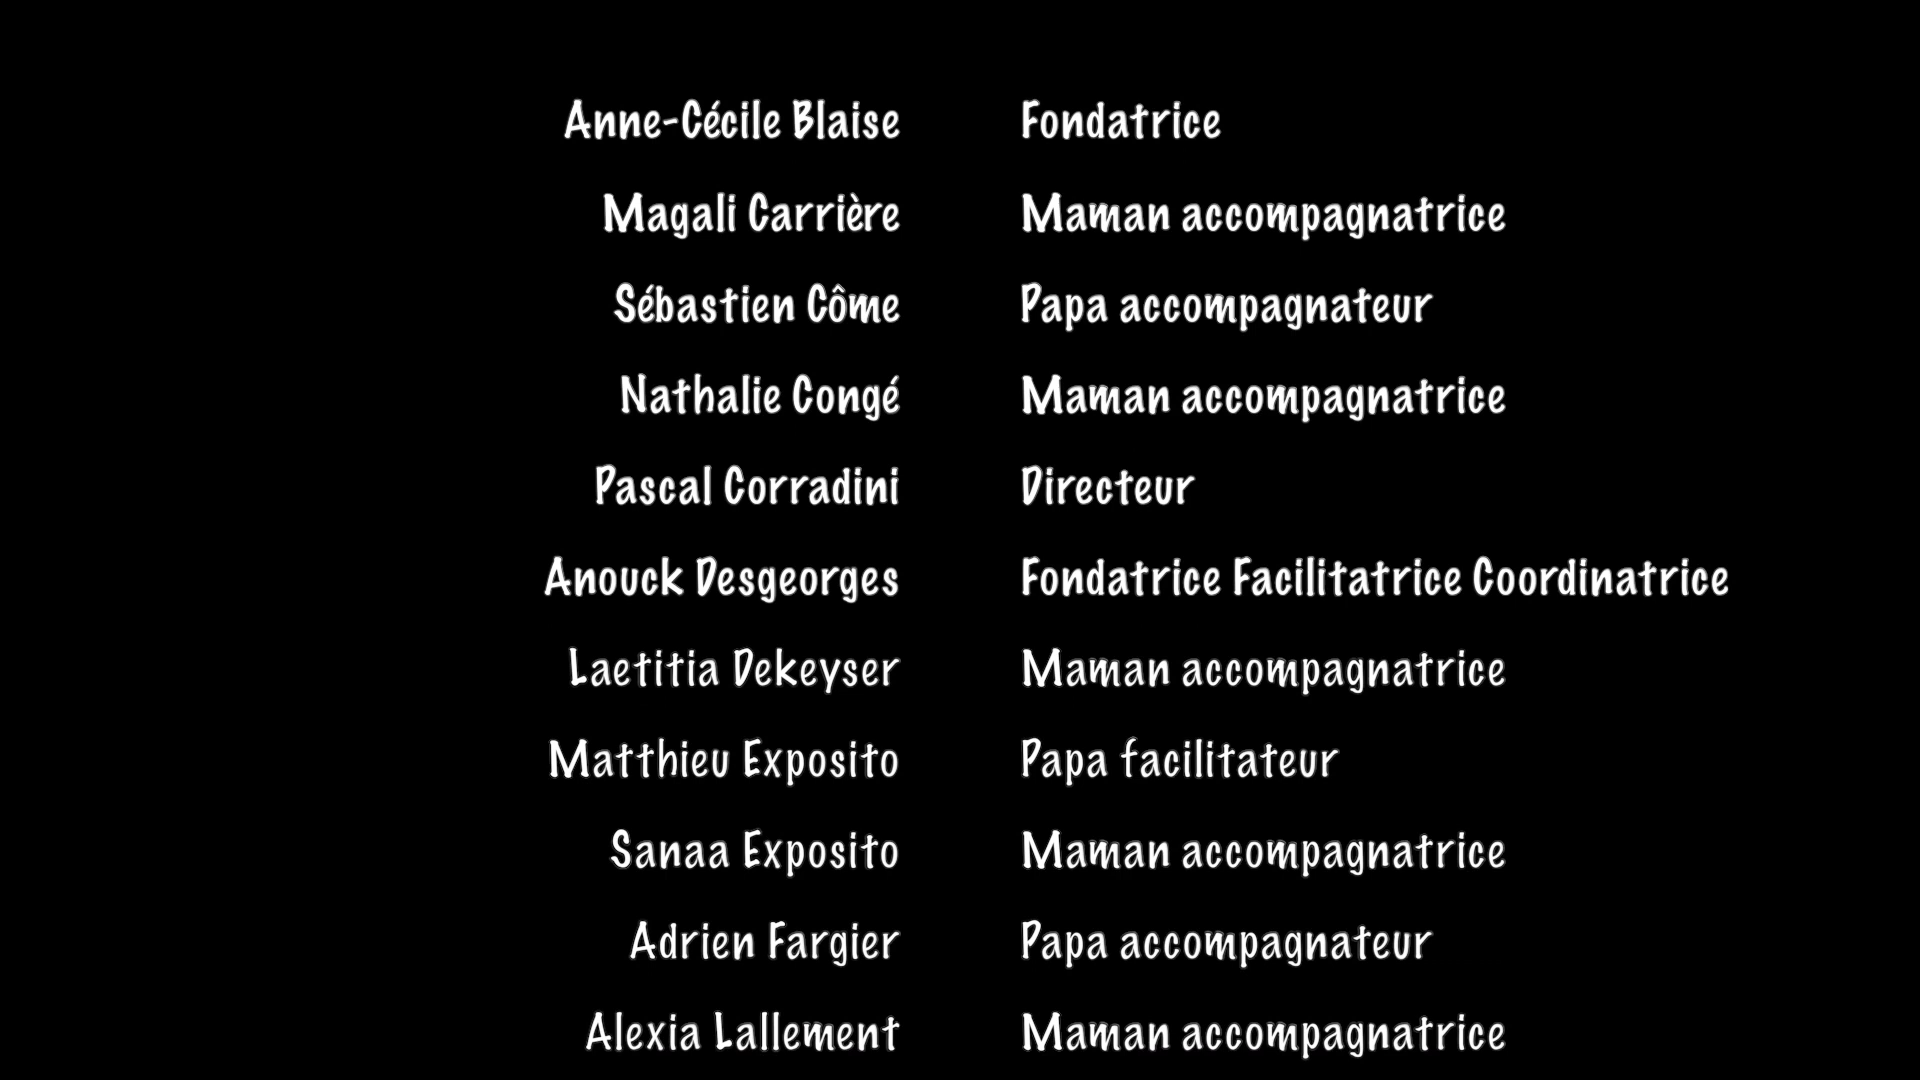 Anne-Cécile Blaise Fondatrice
Magali Carrière Maman accompagnatrice
Sébastien Côme Papa accompagnateur
Nathalie Congé Maman accompagnatrice
Pascal Corradini Directeur
Anouck Desgeorges Fondatrice Facilitatrice Coordinatrice
Laetitia Dekeyser Maman accompagnatrice
Matthieu Exposito Papa facilitateur
Sanaa Exposito Maman accompagnatrice
Adrien Fargier Papa accompagnateur
Alexia Lallement Maman accompagnatrice